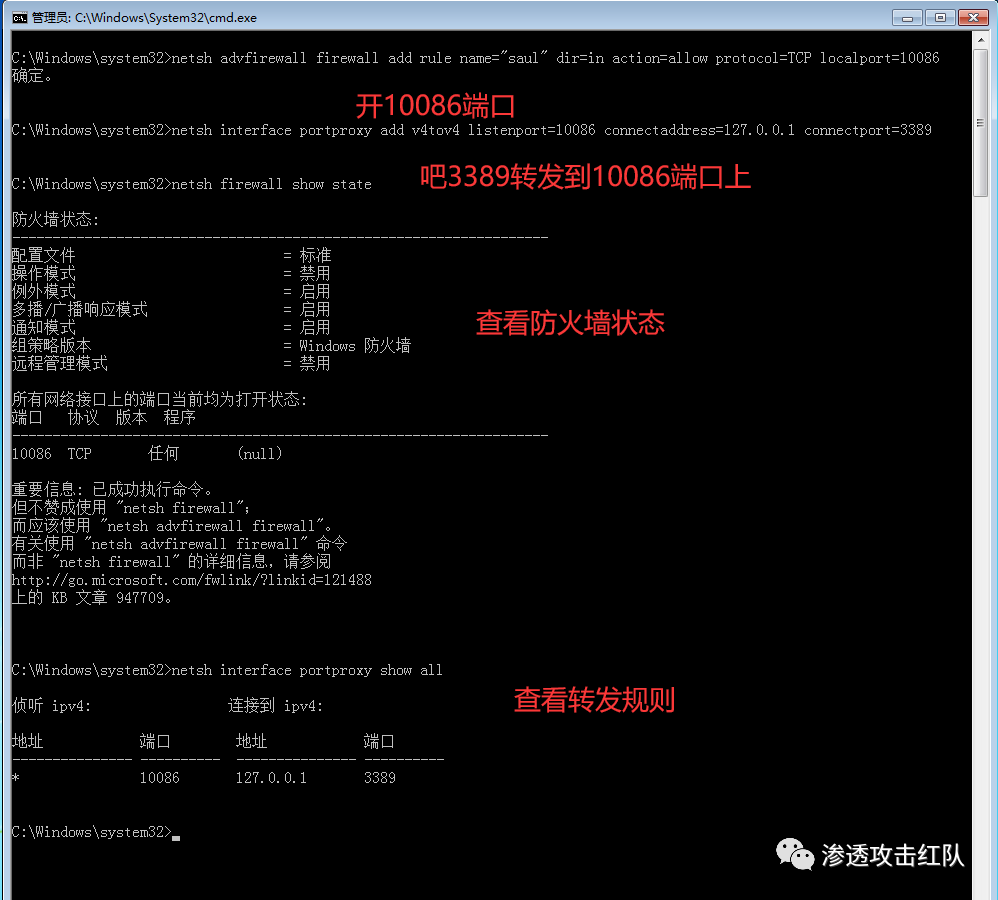 管理员: C:\Windows\System32\cmd.exe
C:\Windows\system32>netsh advfirewall firewall add rule name="saul" dir=in action=allow protocol=TCP localport=10086
确定。
开10086端口
C:\Windows\system32>netsh interface portproxy add v4tov4 listenport=10086 connectaddress=127.0.0.1 connectport=3389
吧3389转发到10086端口上
C:\Windows\system32>netsh firewall show state
防火墙状态:
-------------------------------------------------------------------
配置文件 = 标准
操作模式 = 禁用
例外模式 = 启用
多播/广播响应模式 = 启用
通知模式 = 启用
查看防火墙状态
组策略版本 = Windows 防火墙
远程管理模式 = 禁用
所有网络接口上的端口当前均为打开状态:
端口 协议 版本 程序
-------------------------------------------------------------------
10086 TCP 任何 (null)
重要信息: 已成功执行命令。
但不赞成使用 "netsh firewall";
而应该使用 "netsh advfirewall firewall"。
有关使用 "netsh advfirewall firewall" 命令
而非 "netsh firewall" 的详细信息，请参阅
http://go.microsoft.com/fwlink/?linkid=121488
上的 KB 文章 947709。
C:\Windows\system32>netsh interface portproxy show all
查看转发规则
侦听 ipv4: 连接到 ipv4:
地址 端口 地址 端口
--------------- ---------- --------------- ----------
* 10086 127.0.0.1 3389
C:\Windows\system32>
渗透攻击红队